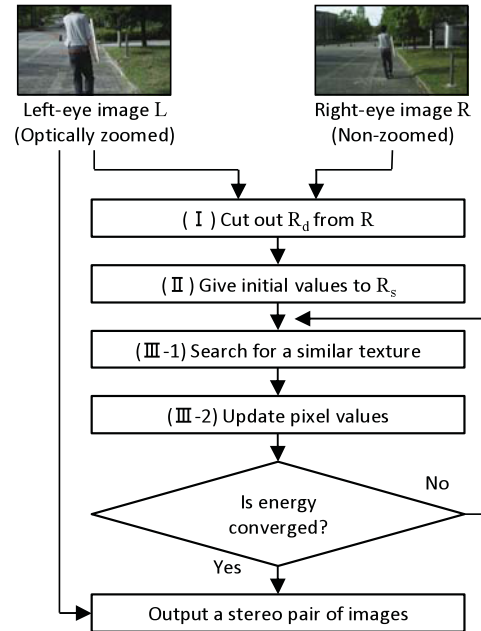 Left-eye image L
(Optically zoomed)
Right-eye image R
(Non-zoomed)
(Ⅰ) Cut out Rd from R
(Ⅱ) Give initial values to Rs
(Ⅲ-1) Search for a similar texture
(Ⅲ-2) Update pixel values
Is energy
converged?
No
Yes
Output a stereo pair of images